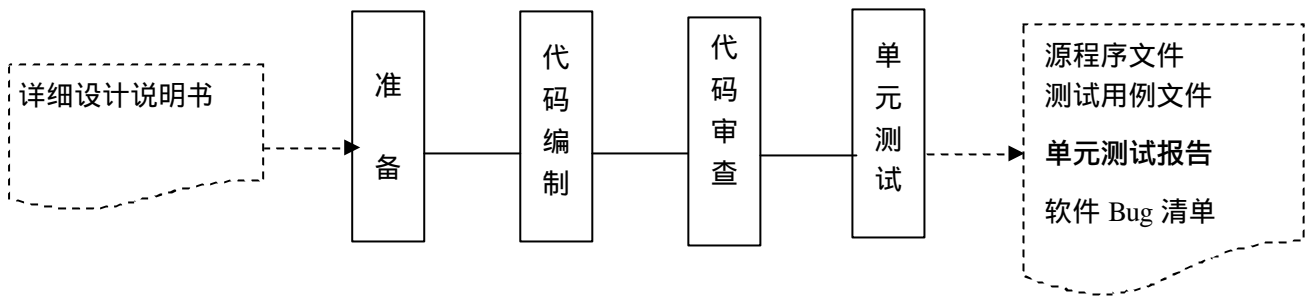 详细设计说明书
准备
代码编制
代码审查
单元测试
源程序文件
测试用例文件
单元测试报告
软件 Bug 清单